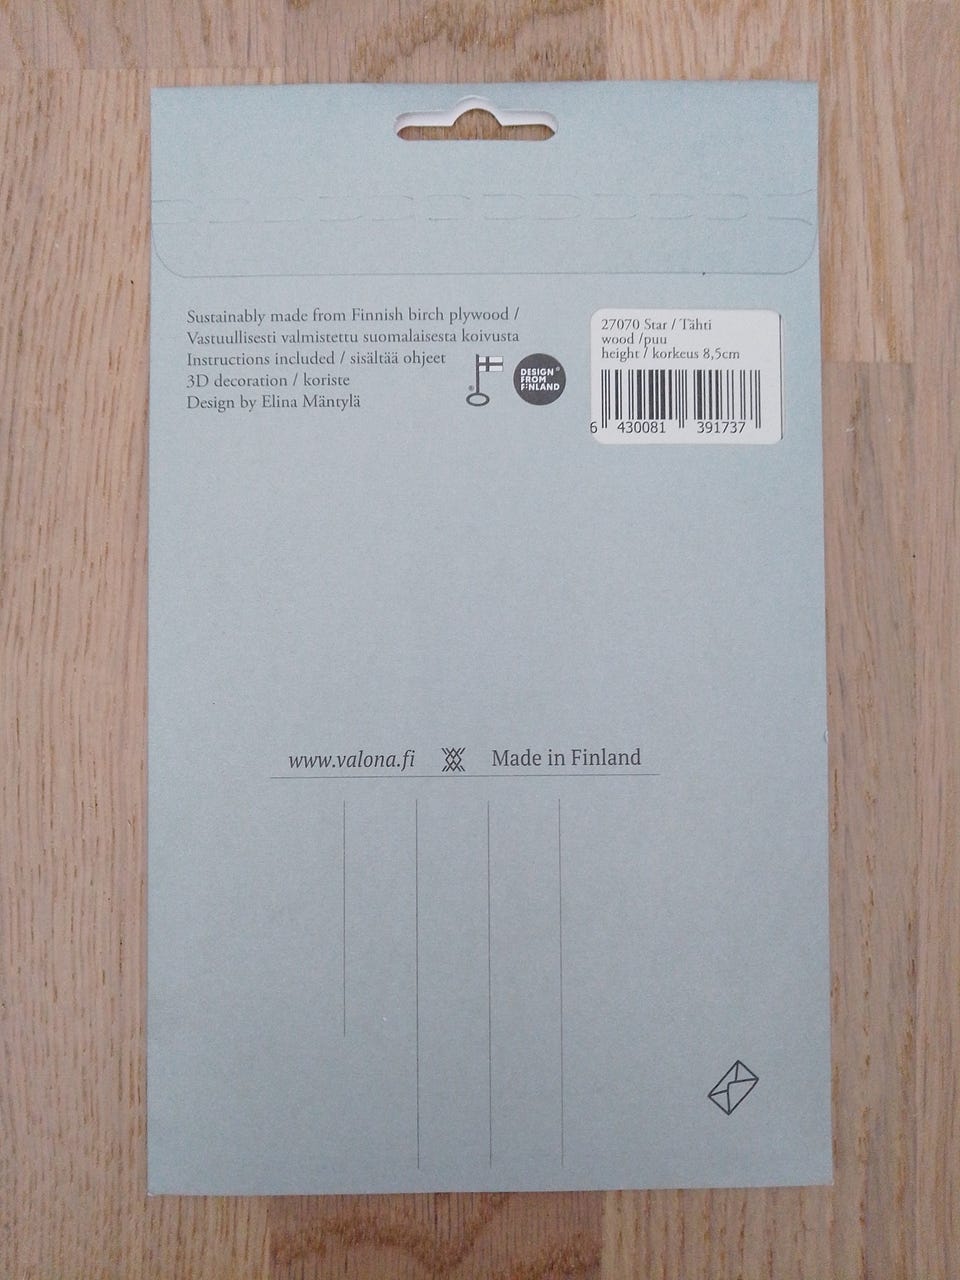 Sustainably made from Finnish birch plywood /
Vastuullisesti valmistettu suomalaisesta koivusta
Instructions included / sisältää ohjeet
3D decoration / koriste
Design by Elina Mäntylä
DESIGN®
FROM
FINLAND
®
27070 Star / Tähti
wood /puu
height / korkeus 8,5cm
6 430081 391737
www.valona.fi Made in Finland